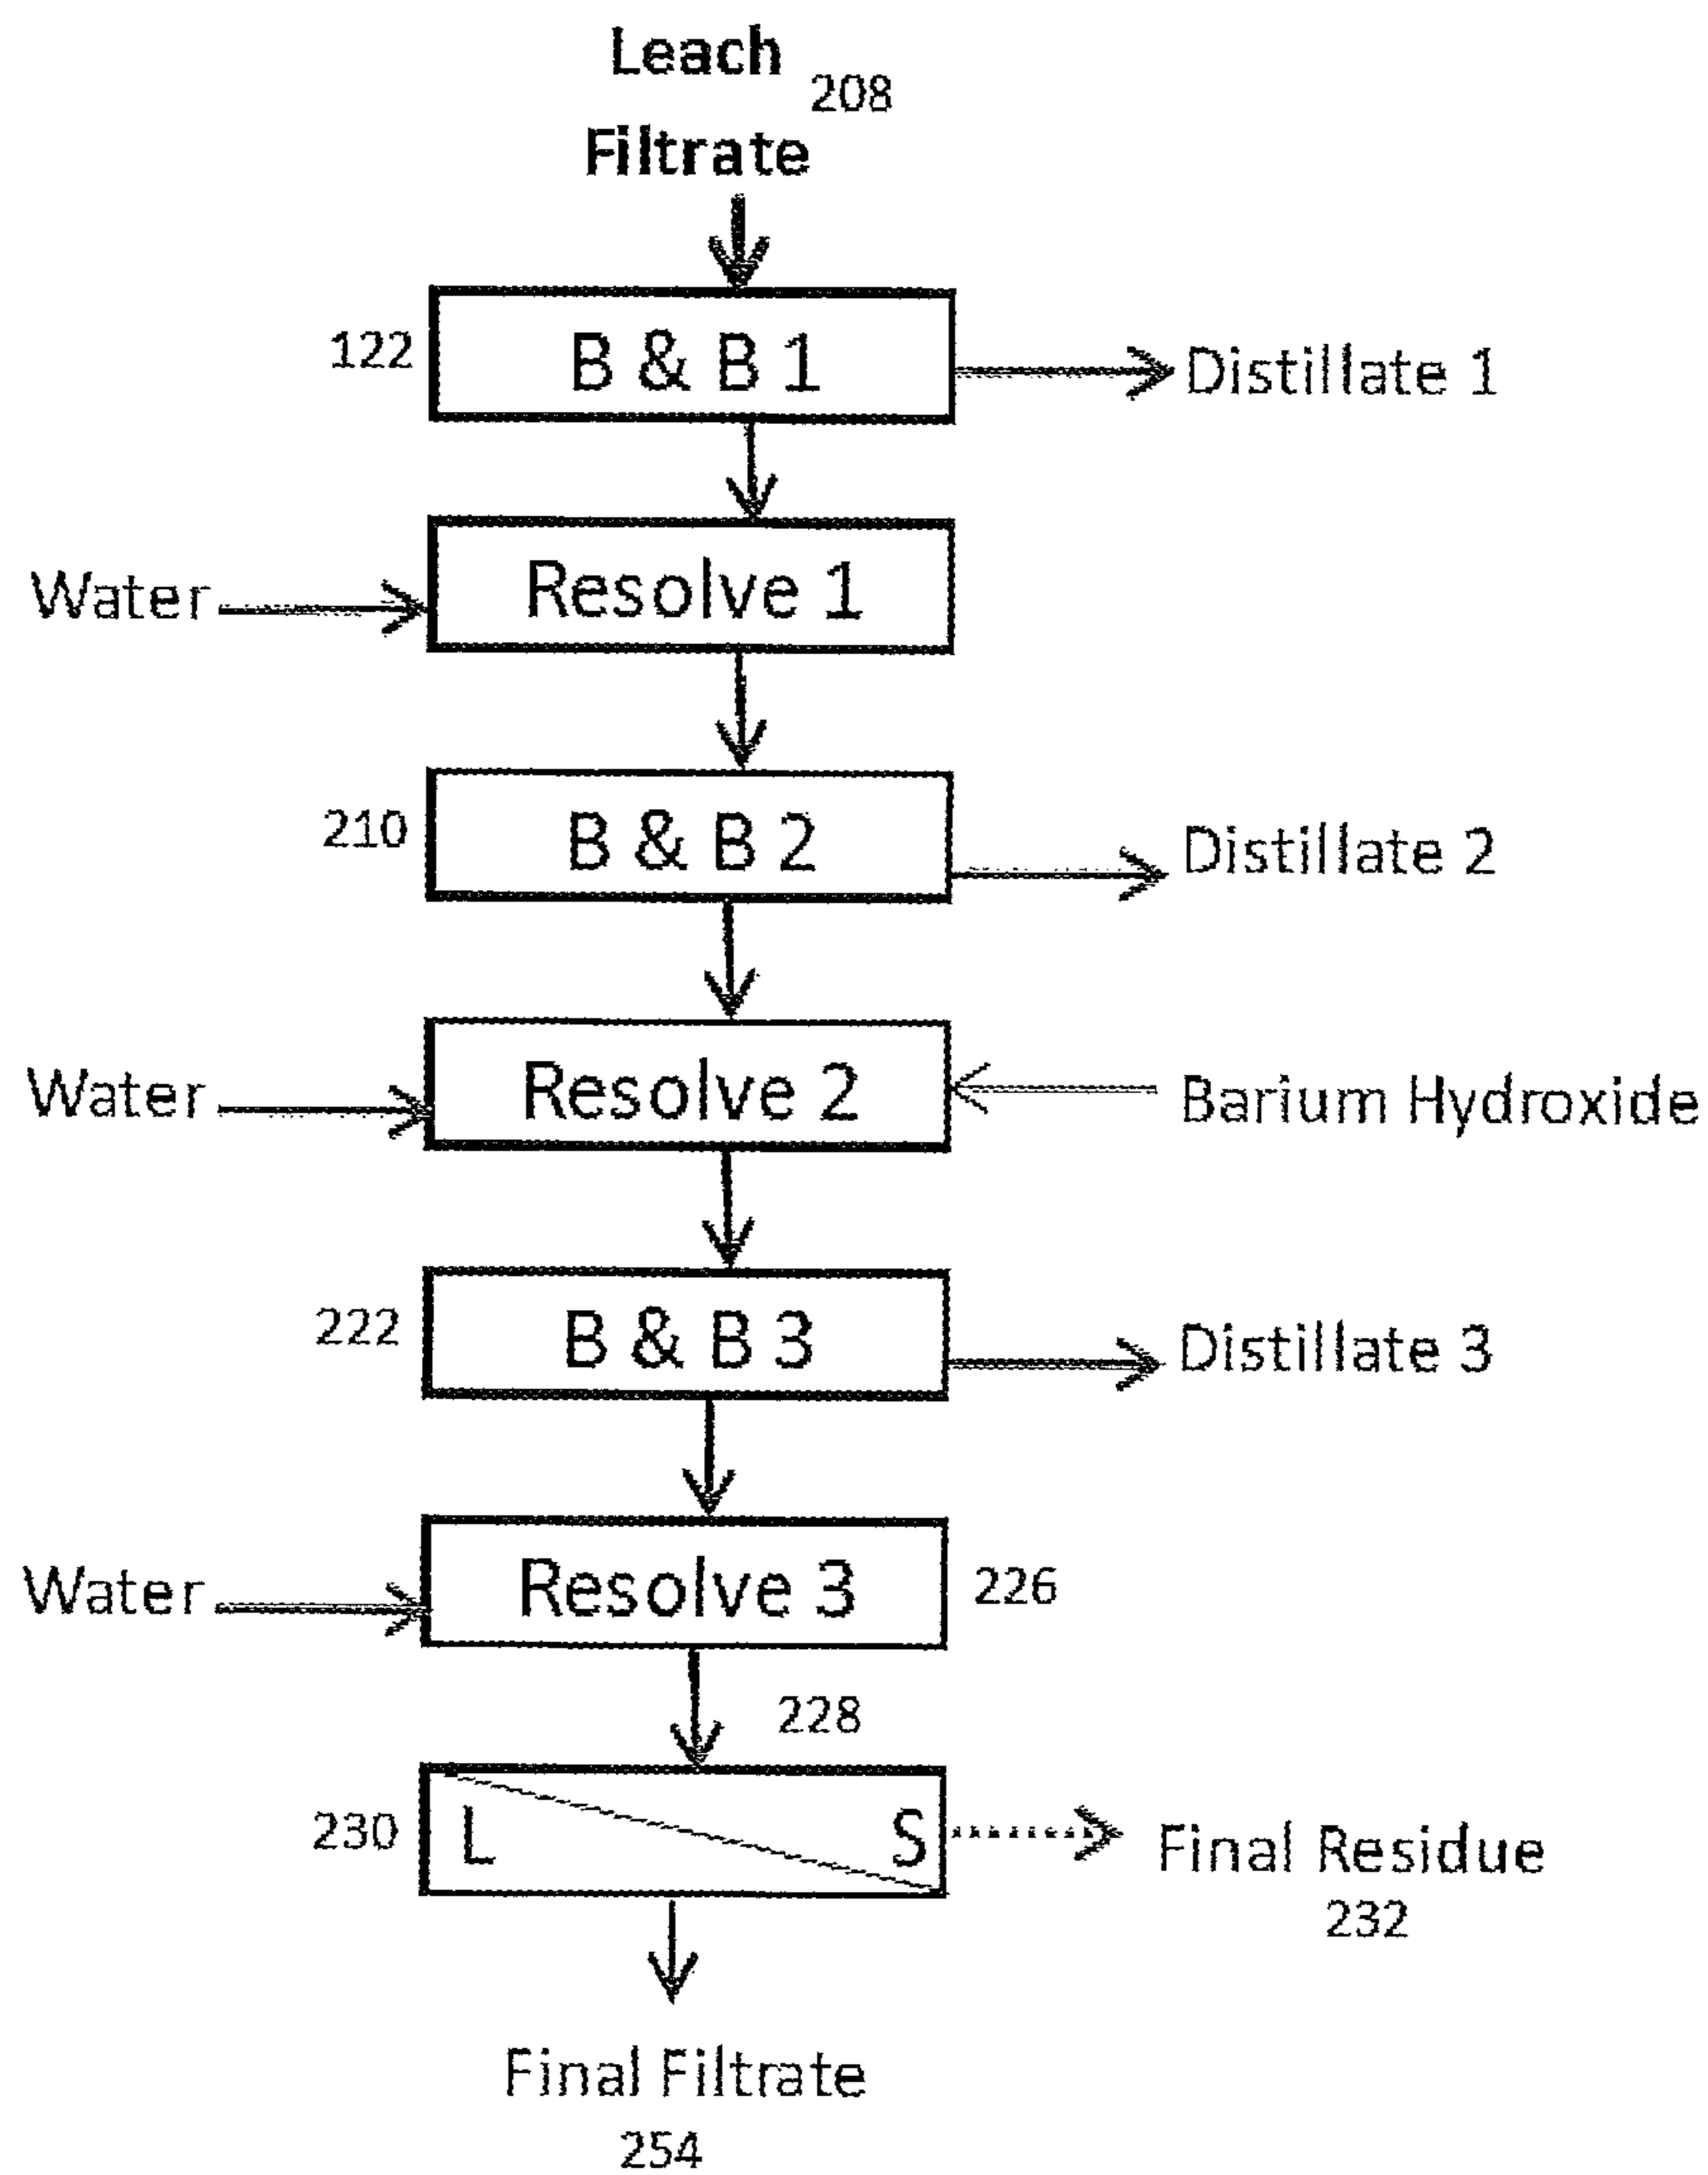 Leach
208
Filtrate
122
B & B 1
Distillate 1
Water
Resolve 1
210
B & B 2
Distillate 2
Water
Resolve 2
Barium Hydroxide
222
B & B 3
Distillate 3
Water
Resolve 3
226
228
230
L
S
Final Residue
232
Final Filtrate
254